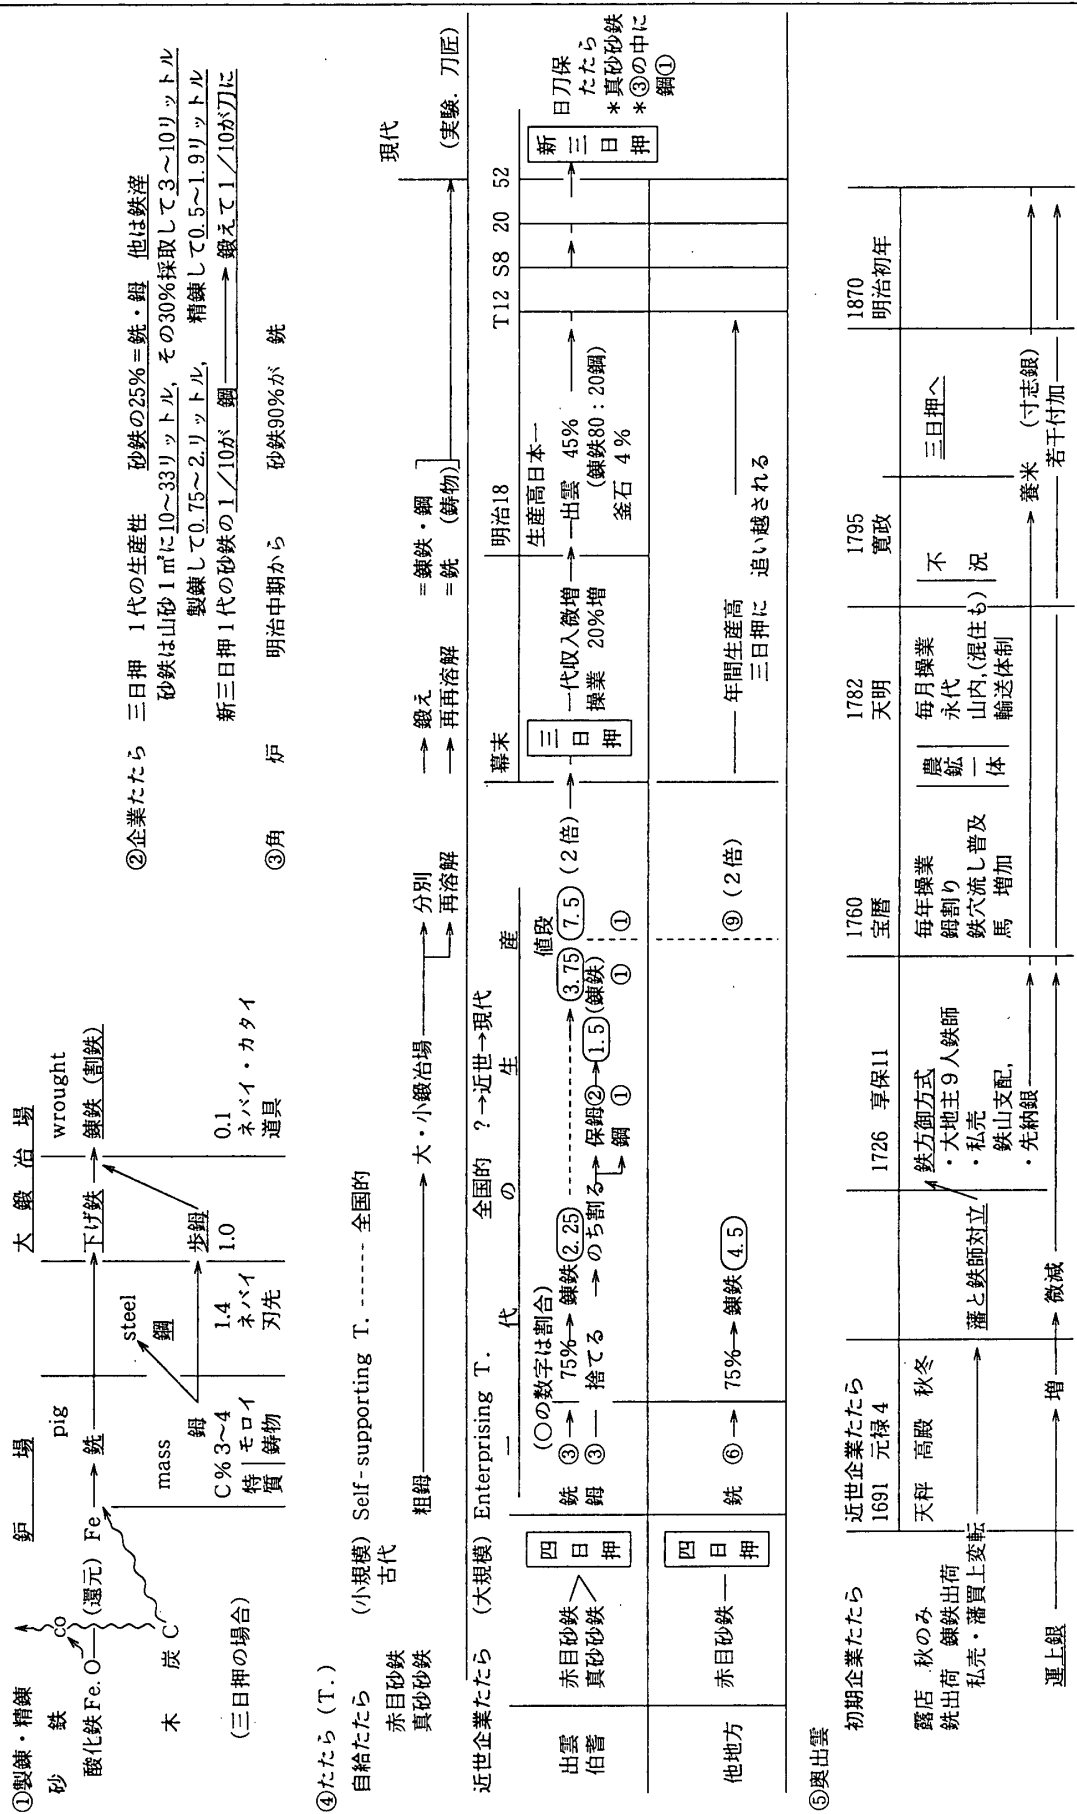 ①製錬・精錬
鈩 場　大 鍛 冶 場
砂 鉄　pig　wrought
酸化鉄Fe.O　CO　(還元) Fe → 銑 → 下げ鉄 → 錬鉄 (割鉄)
木 炭 C　mass　鉧　steel　鋼　歩鉧
(三日押の場合)
C%3~4　1.4　1.0　0.1
特質　モロイ　ネバイ　ネバイ・カタイ
鋳物　刃先　道具
②企業たたら　三日押　1代の生産性　砂鉄の25%=銑・鉧　他は鉄滓
砂鉄は山砂1㎥に10~33リットル, その30%採取して3~10リットル
製錬して0.75~2.リットル,　精錬して0.5~1.9リットル
新三日押1代の砂鉄の1/10が 鋼 → 鍛えて1/10が刀に
③角　炉　明治中期から　砂鉄90%が 銑
④たたら (T.)
自給たたら　(小規模) Self-supporting T. ----- 全国的
古代　現代
赤目砂鉄　粗鉧 → 大・小鍛冶場 → 分別 → 鍛え =錬鉄・鋼　(実験. 刀匠)
真砂砂鉄　再溶解 → 再再溶解 =銑 (鋳物)
近世企業たたら　(大規模) Enterprising T.　全国的 ?→近世→現代
一 代 の 生 産　幕末　明治18　T12　S8　20　52
(○の数字は割合)　値段　生産高日本一
出雲　伯耆　赤目砂鉄　真砂砂鉄　四日押
銑 ③ → 75% → 錬鉄 2.25 → 3.75　7.5 (2倍) → 三日押
鉧 ③ 捨てる → のち割る → 保鉧② → 1.5 (錬鉄)
鋼 ①　①　①
一代収入微増 → 出雲 45%
操業 20%増　(錬鉄80:20鋼)
釜石 4%
新三日押　日刀保
たたら
*真砂砂鉄
*③の中に
鋼①
他地方　赤目砂鉄　四日押
銑 ⑥ → 75% → 錬鉄 4.5　⑨ (2倍)
年間生産高
三日押に　追い越される
⑤奥出雲
初期企業たたら　近世企業たたら
1691 元禄4　1726 享保11　1760 宝暦　1782 天明　1795 寛政　1870 明治初年
露店 秋のみ　天秤　高殿　秋冬
銑出荷 錬鉄出荷
私売・藩買上変転　藩と鉄師対立
鉄方御方式
・大地主9人鉄師
・私売
鉄山支配,
・先納銀
毎年操業
鉧割り
鉄穴流し普及
馬 増加
農鉱一体
毎月操業
永代
山内,(混住も)
輸送体制
不況
三日押へ
養米 (寸志銀)
運上銀 → 増 → 微減　若干付加